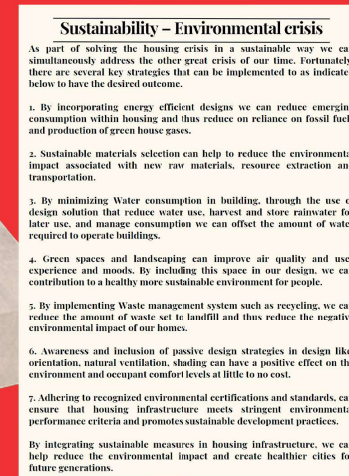 Sustainability – Environmental crisis
As part of solving the housing crisis in a sustainable way we ca
simultaneously address the other great crisis of our time. Fortunatel
there are several key strategies that can be implemented to as indicate
below to have the desired outcome.
1. By incorporating energy efficient designs we can reduce emergin
consumption within housing and thus reduce on reliance on fossil fuel
and production of green house gases.
2. Sustainable materials selection can help to reduce the environmenta
impact associated with new raw materials, resource extraction an
transportation.
3. By minimizing Water consumption in building, through the use o
design solution that reduce water use, harvest and store rainwater fo
later use, and manage consumption we can offset the amount of wate
required to operate buildings.
4. Green spaces and landscaping can improve air quality and use
experience and moods. By including this space in our design, we ca
contribution to a healthy more sustainable environment for people.
5. By implementing Waste management system such as recycling, we ca
reduce the amount of waste set to landfill and thus reduce the negativ
environmental impact of our homes.
6. Awareness and inclusion of passive design strategies in design like
orientation, natural ventilation, shading can have a positive effect on th
environment and occupant comfort levels at little to no cost.
7. Adhering to recognized environmental certifications and standards, ca
ensure that housing infrastructure meets stringent environmenta
performance criteria and promotes sustainable development practices.
By integrating sustainable measures in housing infrastructure, we ca
help reduce the environmental impact and create healthier cities fo
future generations.